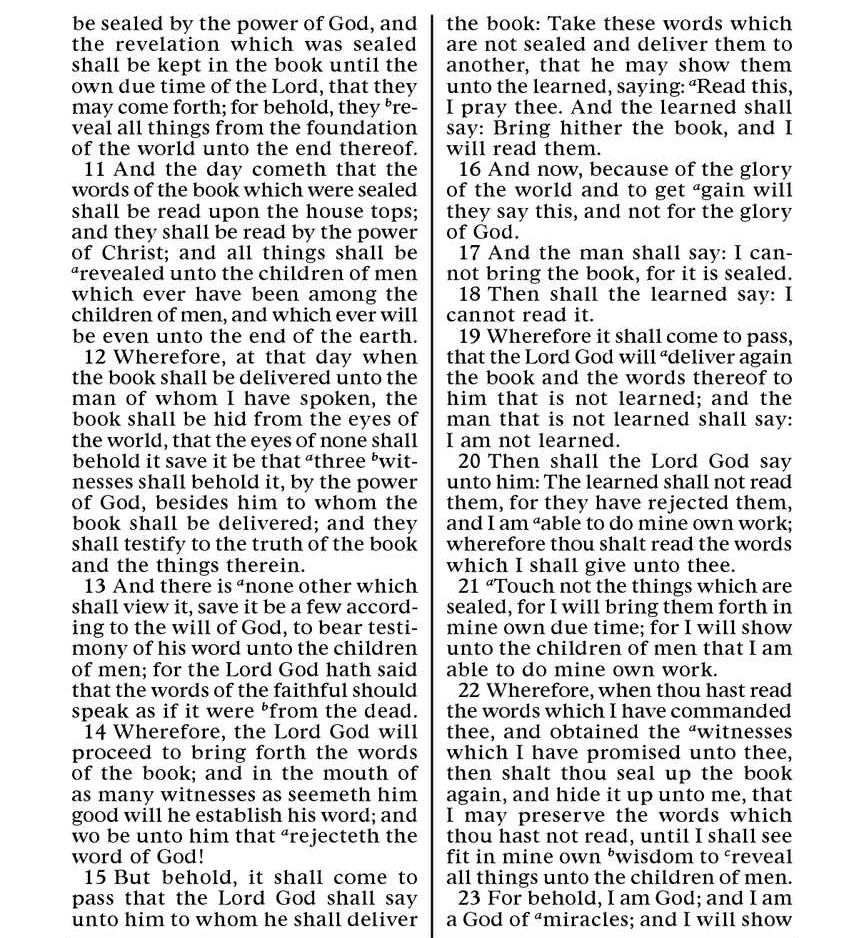 be sealed by the power of God, and
the revelation which was sealed
shall be kept in the book until the
own due time of the Lord, that they
may come forth; for behold, they ᵇre-
veal all things from the foundation
of the world unto the end thereof.
11 And the day cometh that the
words of the book which were sealed
shall be read upon the house tops;
and they shall be read by the power
of Christ; and all things shall be
ᵃrevealed unto the children of men
which ever have been among the
children of men, and which ever will
be even unto the end of the earth.
12 Wherefore, at that day when
the book shall be delivered unto the
man of whom I have spoken, the
book shall be hid from the eyes of
the world, that the eyes of none shall
behold it save it be that ᵃthree ᵇwit-
nesses shall behold it, by the power
of God, besides him to whom the
book shall be delivered; and they
shall testify to the truth of the book
and the things therein.
13 And there is ᵃnone other which
shall view it, save it be a few accord-
ing to the will of God, to bear testi-
mony of his word unto the children
of men; for the Lord God hath said
that the words of the faithful should
speak as if it were ᵇfrom the dead.
14 Wherefore, the Lord God will
proceed to bring forth the words
of the book; and in the mouth of
as many witnesses as seemeth him
good will he establish his word; and
wo be unto him that ᵃrejecteth the
word of God!
15 But behold, it shall come to
pass that the Lord God shall say
unto him to whom he shall deliver
the book: Take these words which
are not sealed and deliver them to
another, that he may show them
unto the learned, saying: ᵃRead this,
I pray thee. And the learned shall
say: Bring hither the book, and I
will read them.
16 And now, because of the glory
of the world and to get ᵃgain will
they say this, and not for the glory
of God.
17 And the man shall say: I can-
not bring the book, for it is sealed.
18 Then shall the learned say: I
cannot read it.
19 Wherefore it shall come to pass,
that the Lord God will ᵃdeliver again
the book and the words thereof to
him that is not learned; and the
man that is not learned shall say:
I am not learned.
20 Then shall the Lord God say
unto him: The learned shall not read
them, for they have rejected them,
and I am ᵃable to do mine own work;
wherefore thou shalt read the words
which I shall give unto thee.
21 ᵃTouch not the things which are
sealed, for I will bring them forth in
mine own due time; for I will show
unto the children of men that I am
able to do mine own work.
22 Wherefore, when thou hast read
the words which I have commanded
thee, and obtained the ᵃwitnesses
which I have promised unto thee,
then shalt thou seal up the book
again, and hide it up unto me, that
I may preserve the words which
thou hast not read, until I shall see
fit in mine own ᵇwisdom to ᶜreveal
all things unto the children of men.
23 For behold, I am God; and I am
a God of ᵃmiracles; and I will show